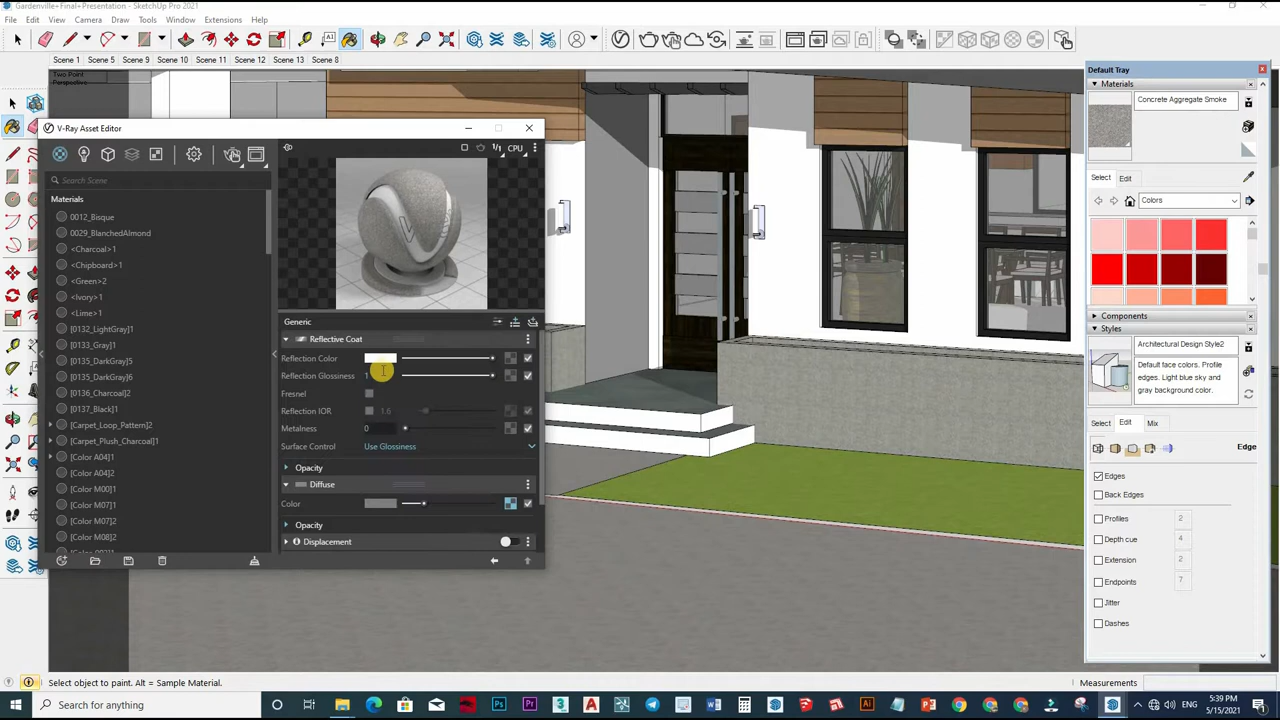 Gardenville+Final+Presentation - SketchUp Pro 2021
File Edit View Camera Draw Tools Window Extensions Help
Scene 1 Scene 5 Scene 9 Scene 10 Scene 11 Scene 12 Scene 13 Scene 8
Two Point
Perspective
V-Ray Asset Editor
1/1 CPU
Search Scene
Materials
0012_Bisque
0029_BlanchedAlmond
<Charcoal>1
<Chipboard>1
<Green>2
<Ivory>1
<Lime>1
[0132_LightGray]1
[0133_Gray]1
[0135_DarkGray]5
[0135_DarkGray]6
[0136_Charcoal]2
[0137_Black]1
[Carpet_Loop_Pattern]2
[Carpet_Plush_Charcoal]1
[Color A04]1
[Color A04]2
[Color M00]1
[Color M07]1
[Color M07]2
[Color M08]2
Generic
Reflective Coat
Reflection Color
Reflection Glossiness 1
Fresnel
Reflection IOR 1.6
Metalness 0
Surface Control Use Glossiness
Opacity
Diffuse
Color
Opacity
Displacement
Default Tray
Materials
Concrete Aggregate Smoke
Select Edit
Colors
Components
Styles
Architectural Design Style2
Default face colors. Profile
edges. Light blue sky and
gray background color.
Select Edit Mix
Edge
Edges
Back Edges
Profiles 2
Depth cue 4
Extension 2
Endpoints 7
Jitter
Dashes
Select object to paint. Alt = Sample Material.
Measurements
Search for anything
ENG
5:39 PM
5/15/2021